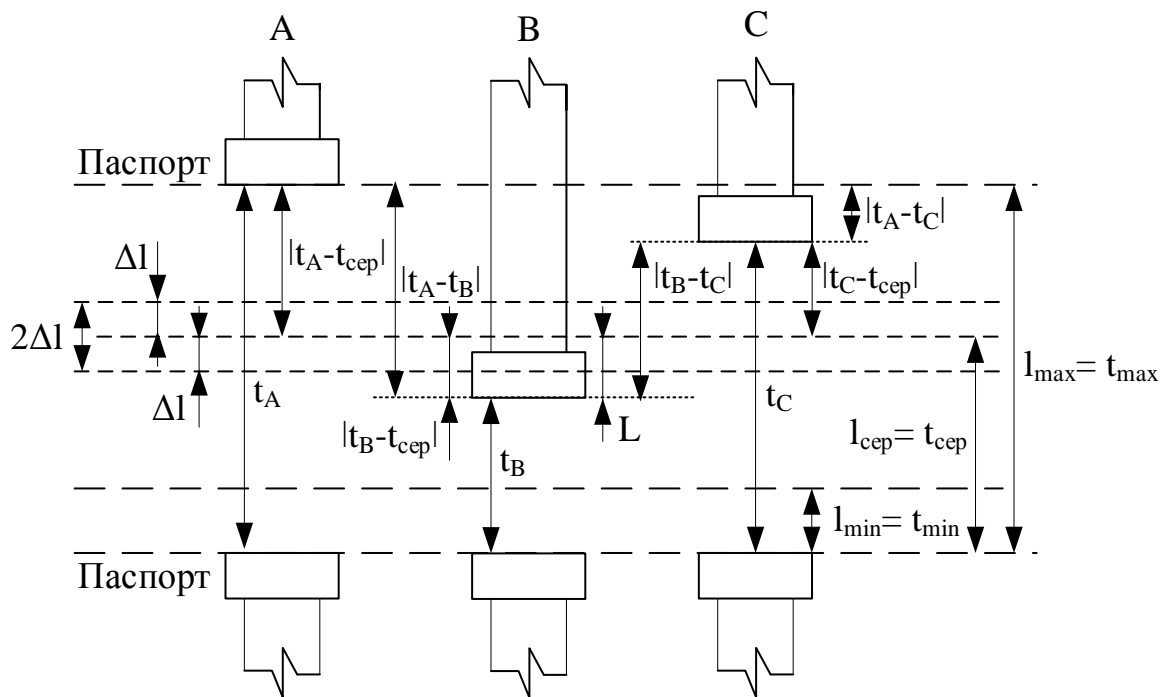 A
B
C
Паспорт
|tA-tC|
|tA-tсер|
|tA-tB|
|tB-tC|
|tC-tсер|
Δl
2Δl
Δl
tA
tC
lmax= tmax
|tB-tсер|
L
lсер= tсер
tB
lmin= tmin
Паспорт